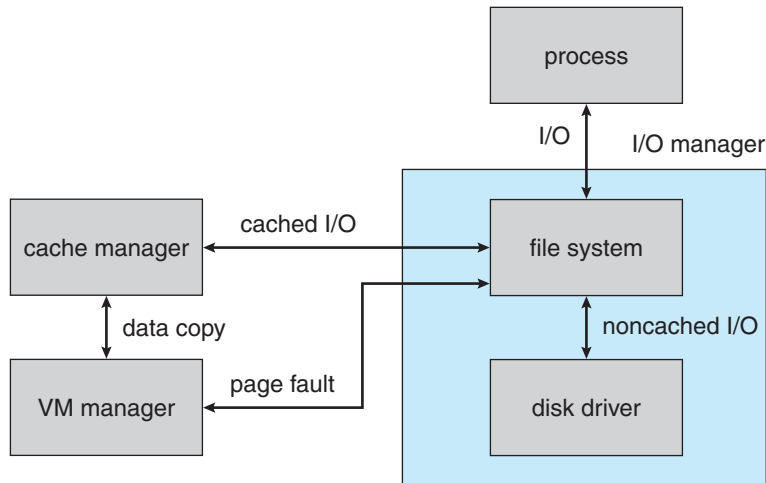 process
I/O
I/O manager
cached I/O
cache manager
file system
data copy
noncached I/O
page fault
VM manager
disk driver